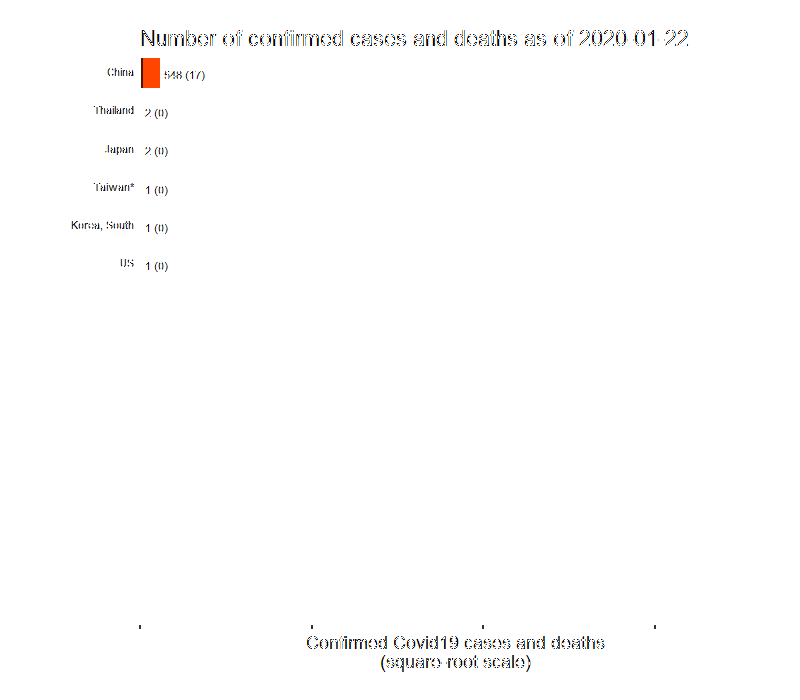 Number of confirmed cases and deaths as of 2020-01-22
China 548 (17)
Thailand 2 (0)
Japan 2 (0)
Taiwan* 1 (0)
Korea, South 1 (0)
US 1 (0)
Confirmed Covid19 cases and deaths
(square-root scale)